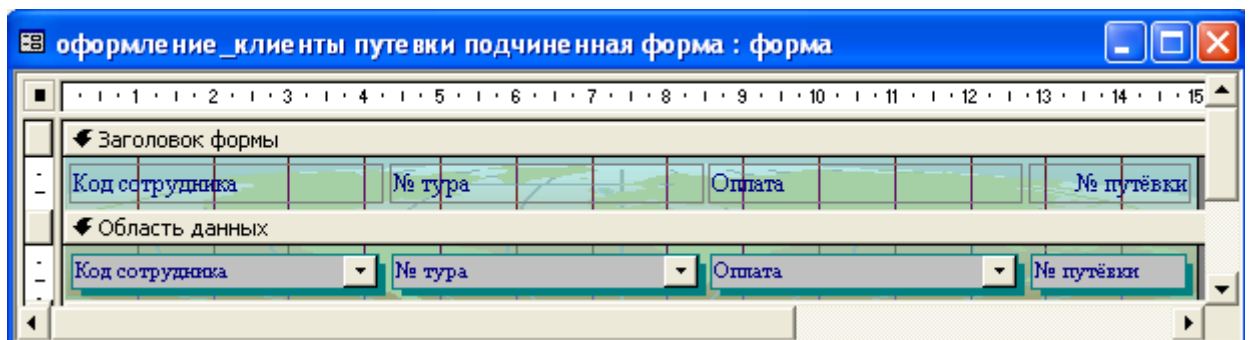 оформление_клиенты путевки подчиненная форма : форма
1 2 3 4 5 6 7 8 9 10 11 12 13 14 15
Заголовок формы
Код сотрудника № тура Оплата № путёвки
Область данных
Код сотрудника № тура Оплата № путёвки